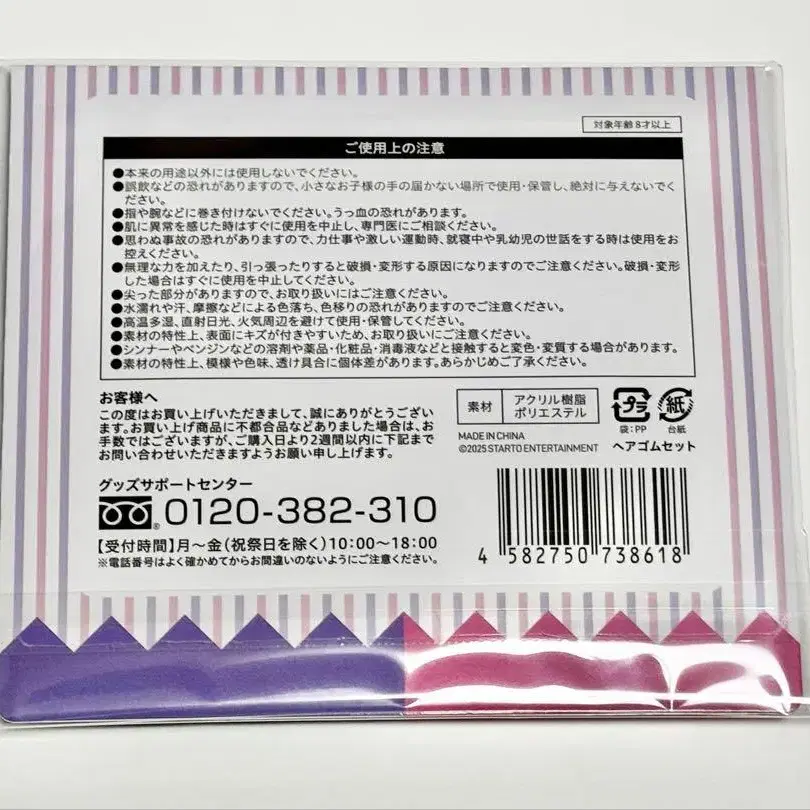 対象年齢8才以上
ご使用上の注意
●本来の用途以外には使用しないでください。
●誤飲などの恐れがありますので、小さなお子様の手の届かない場所で使用・保管し、絶対に与えないでく
ださい。
●指や腕などに巻き付けないでください。うっ血の恐れがあります。
●肌に異常を感じた時はすぐに使用を中止し、専門医にご相談ください。
●思わぬ事故の恐れがありますので、力仕事や激しい運動時、就寝中や乳幼児の世話をする時は使用をお
控えください。
●無理な力を加えたり、引っ張ったりすると破損・変形する原因になりますのでご注意ください。破損・変形
した場合はすぐに使用を中止してください。
●尖った部分がありますので、お取り扱いにはご注意ください。
●水濡れや汗、摩擦などによる色落ち、色移りの恐れがありますのでご注意ください。
●高温多湿、直射日光、火気周辺を避けて使用・保管してください。
●素材の特性上、表面にキズが付きやすいため、お取り扱いにご注意ください。
●シンナーやベンジンなどの溶剤や薬品・化粧品・消毒液などと接触すると変色・変質する場合があります。
●素材の特性上、模様や色味、透け具合に個体差があります。あらかじめご了承ください。
お客様へ
この度はお買い上げいただきまして、誠にありがとうござい
ます。お買い上げ商品に不都合品などありました場合は、お
手数ではございますが、ご購入日より2週間以内に下記まで
お問い合わせいただきますようお願い申し上げます。
グッズサポートセンター
0120-382-310
【受付時間】月〜金(祝祭日を除く)10:00〜18:00
※電話番号はよく確かめてからお間違いのないようにご注意ください。
素材
アクリル樹脂
ポリエステル
プラ
袋:PP
紙
台紙
MADE IN CHINA
©2025 STARTO ENTERTAINMENT
ヘアゴムセット
4 582750 738618